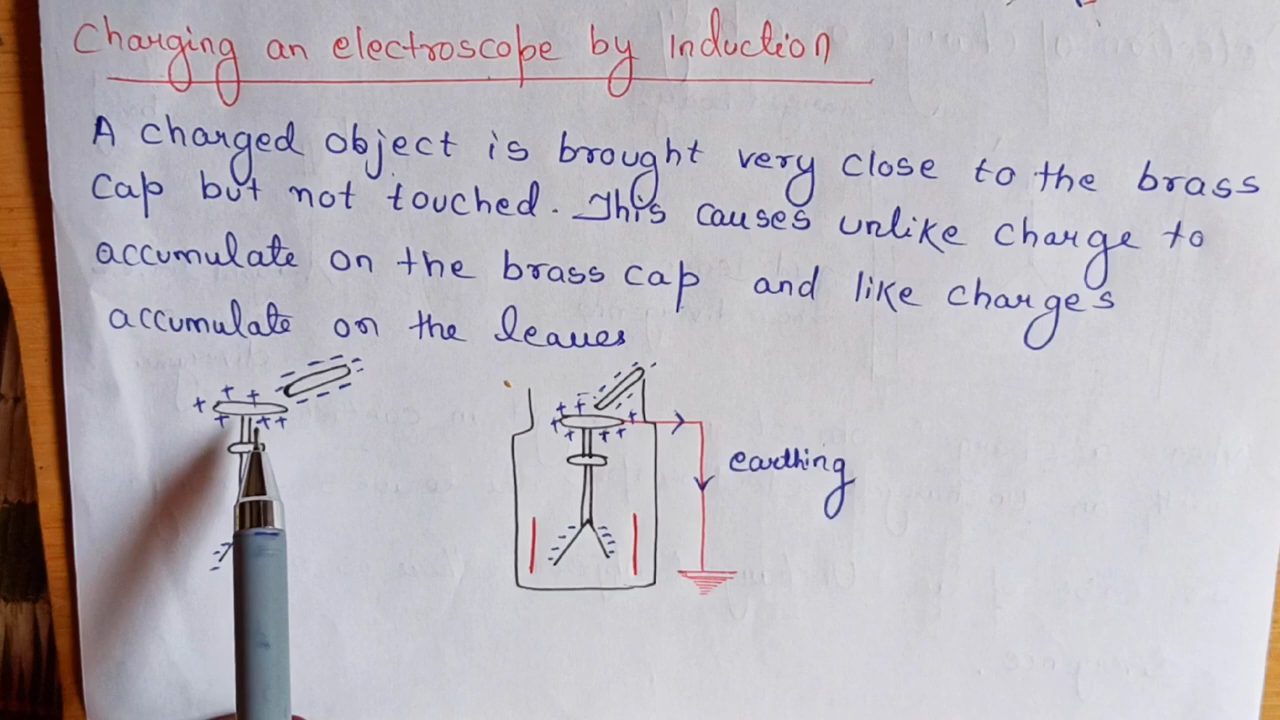 Charging an electroscope by Induction
A charged object is brought very close to the brass
Cap but not touched. This causes unlike charge to
accumulate on the brass cap and like charges
accumulate on the leaves
earthing